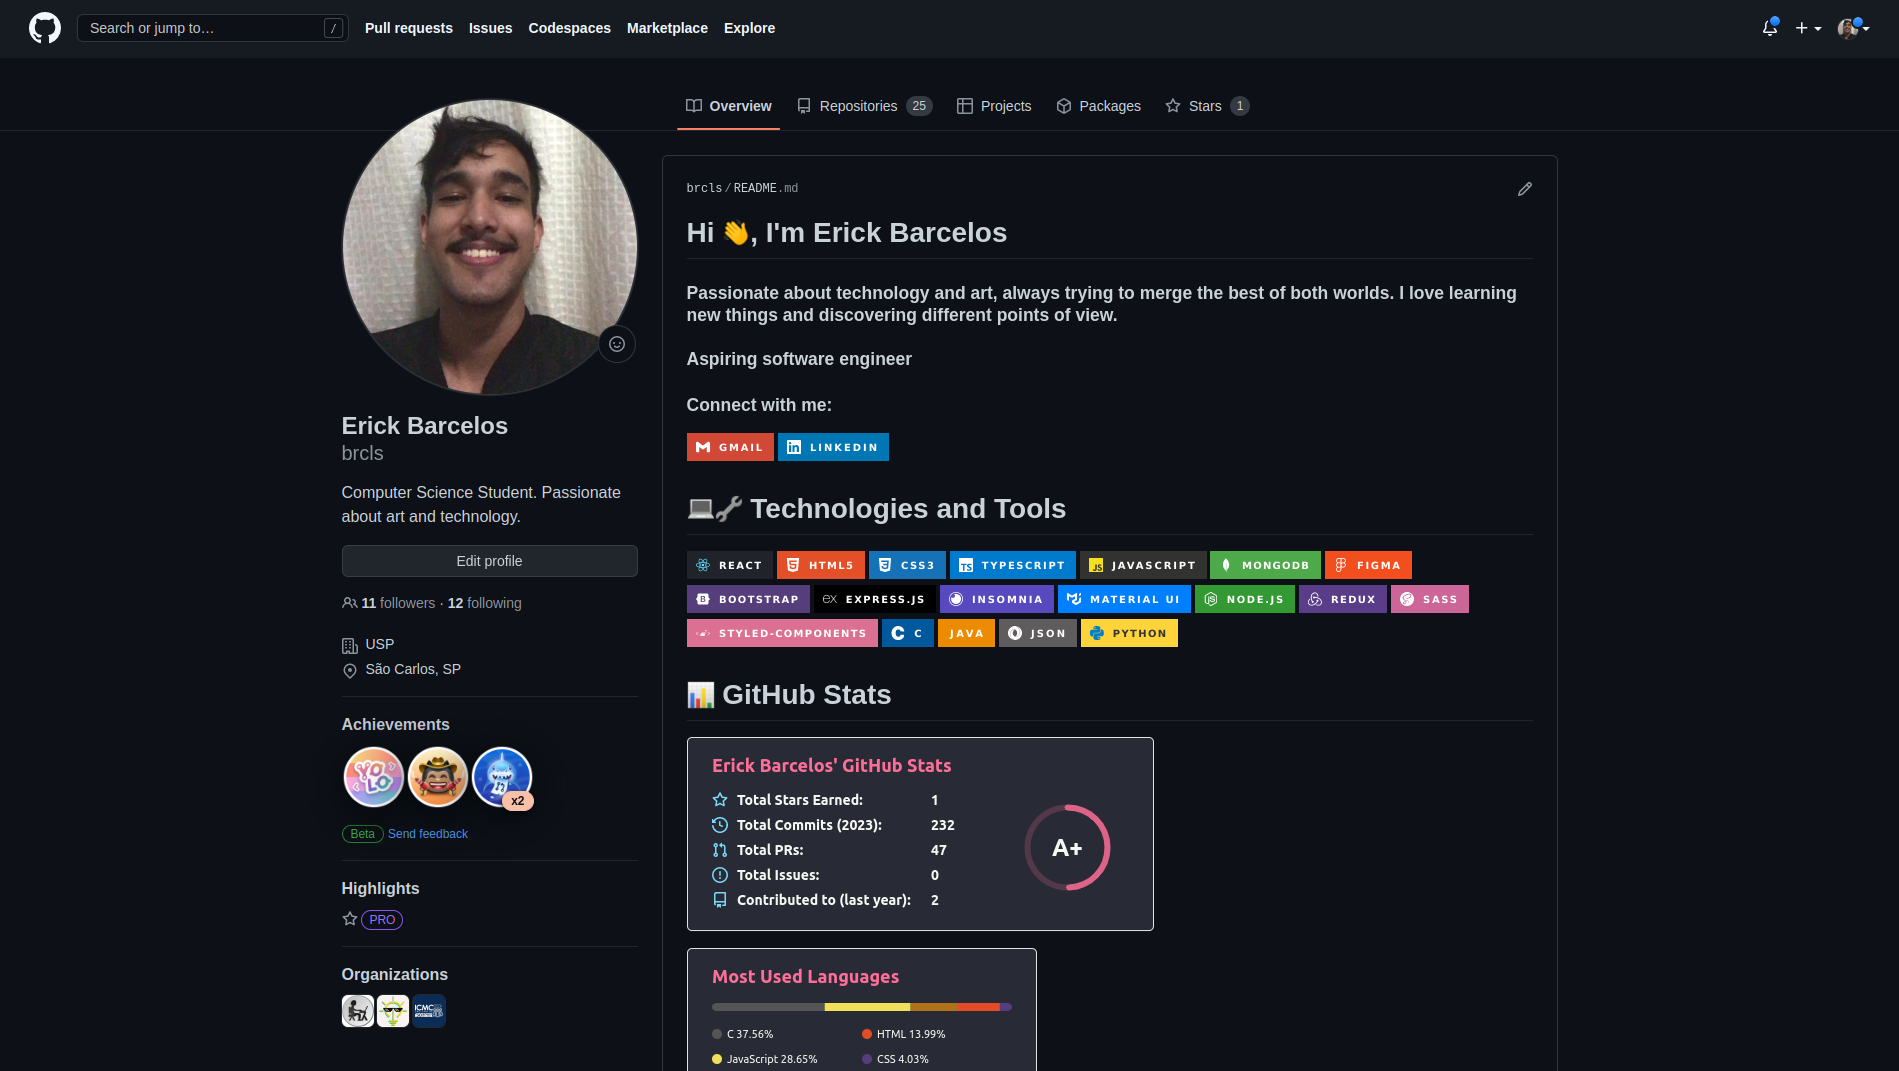 Search or jump to…
/
Pull requests
Issues
Codespaces
Marketplace
Explore
Overview
Repositories 25
Projects
Packages
Stars 1
Erick Barcelos
brcls
Computer Science Student. Passionate
about art and technology.
Edit profile
11 followers · 12 following
USP
São Carlos, SP
Achievements
YOLO
x2
Beta Send feedback
Highlights
PRO
Organizations
ICMC
brcls/README.md
Hi 👋, I'm Erick Barcelos
Passionate about technology and art, always trying to merge the best of both worlds. I love learning
new things and discovering different points of view.
Aspiring software engineer
Connect with me:
GMAIL
LINKEDIN
💻🔧 Technologies and Tools
REACT
HTML5
CSS3
TYPESCRIPT
JAVASCRIPT
MONGODB
FIGMA
BOOTSTRAP
EXPRESS.JS
INSOMNIA
MATERIAL UI
NODE.JS
REDUX
SASS
STYLED-COMPONENTS
C
JAVA
JSON
PYTHON
📊 GitHub Stats
Erick Barcelos' GitHub Stats
Total Stars Earned: 1
Total Commits (2023): 232
Total PRs: 47
Total Issues: 0
Contributed to (last year): 2
A+
Most Used Languages
C 37.56%
HTML 13.99%
JavaScript 28.65%
CSS 4.03%